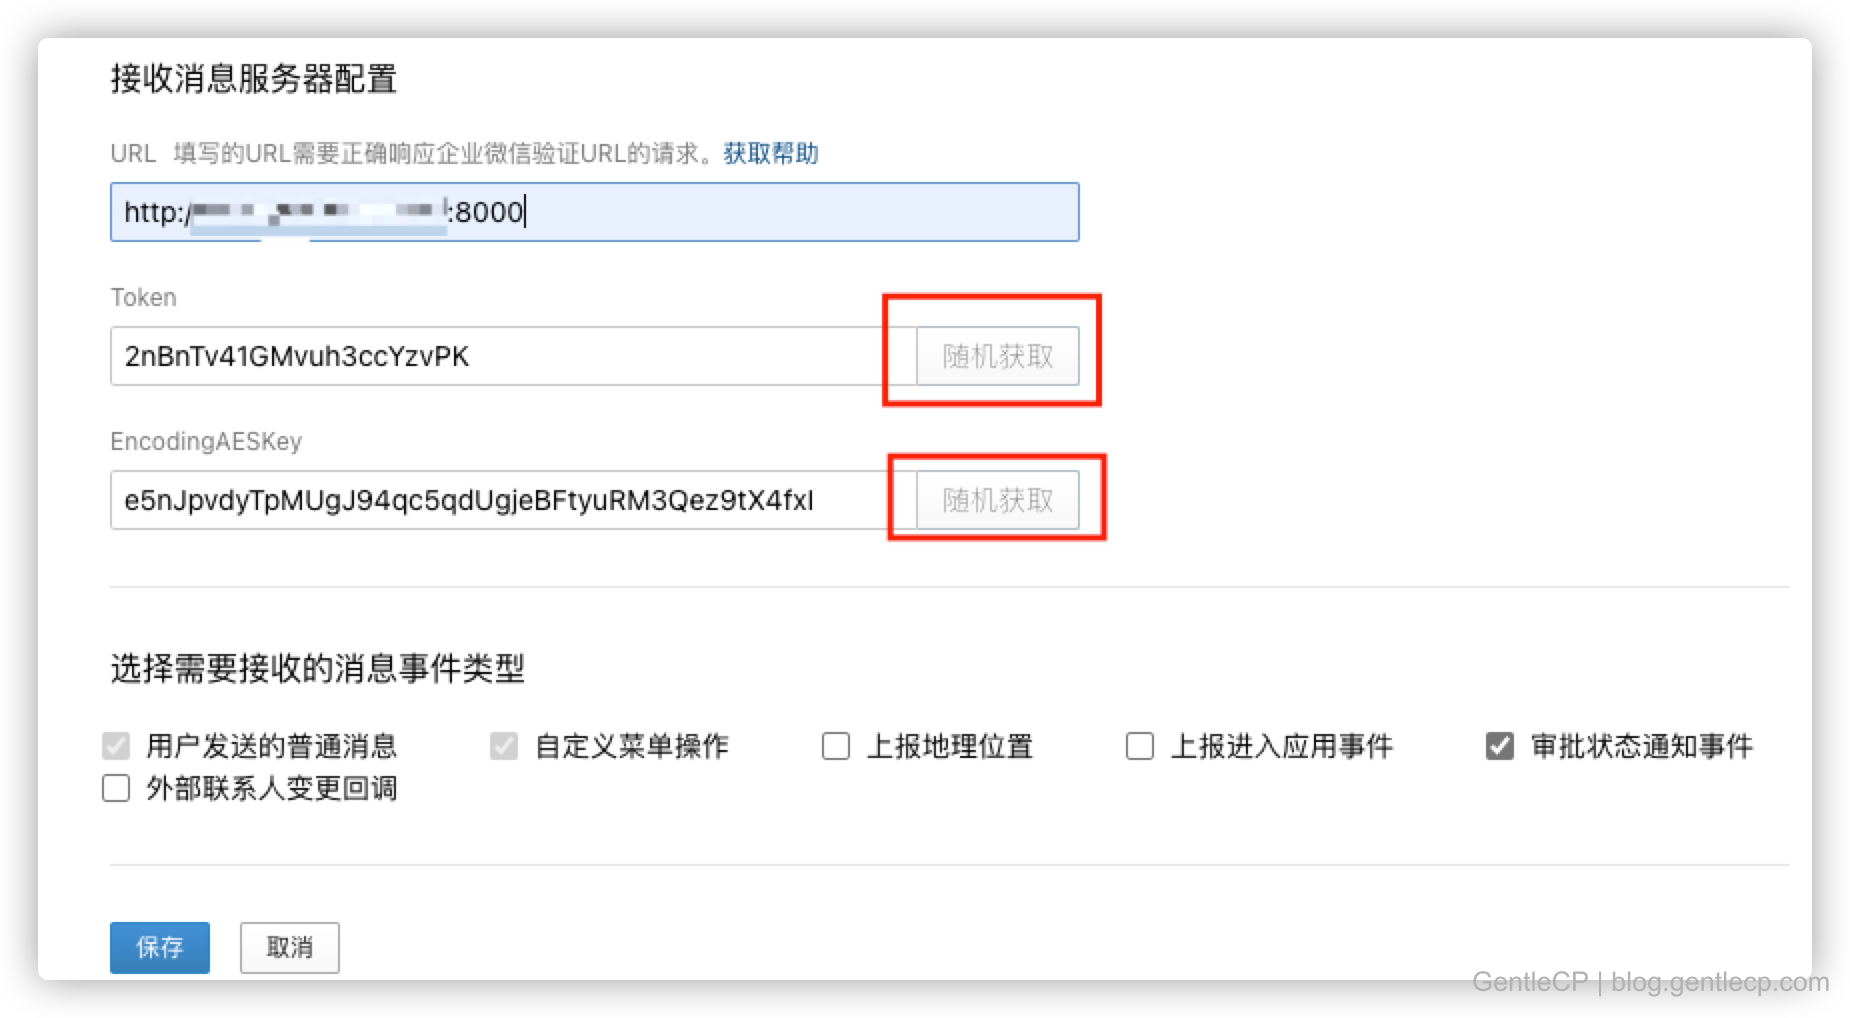 接收消息服务器配置
URL 填写的URL需要正确响应企业微信验证URL的请求。获取帮助
http:/ :8000
Token
2nBnTv41GMvuh3ccYzvPK 随机获取
EncodingAESKey
e5nJpvdyTpMUgJ94qc5qdUgjeBFtyuRM3Qez9tX4fxI 随机获取
选择需要接收的消息事件类型
用户发送的普通消息 自定义菜单操作 上报地理位置 上报进入应用事件 审批状态通知事件
外部联系人变更回调
保存 取消
GentleCP | blog.gentlecp.com